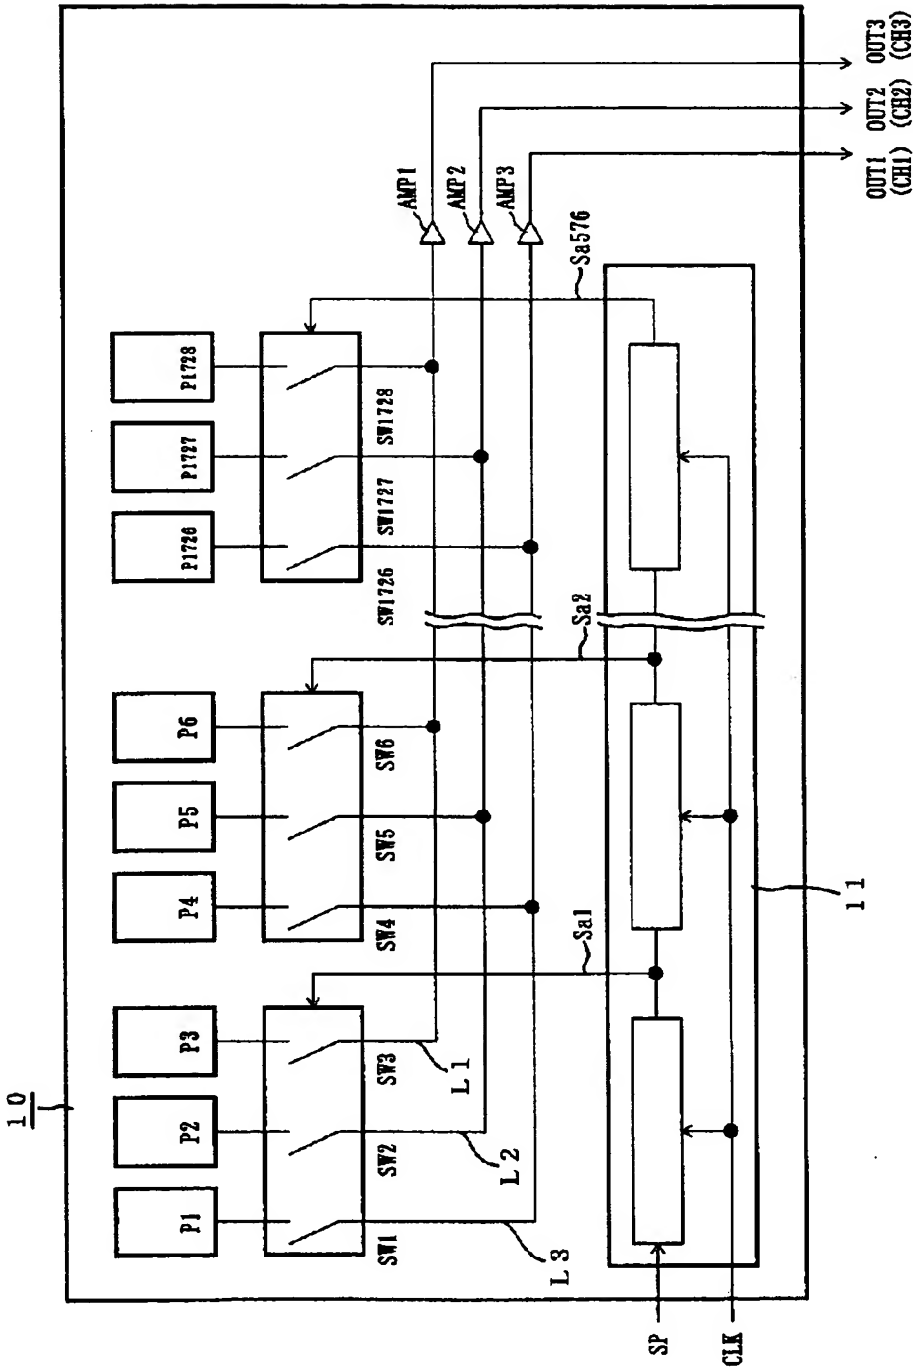 10
P1
P2
P3
P4
P5
P6
P1726
P1727
P1728
SW1
SW2
SW3
SW4
SW5
SW6
SW1726
SW1727
SW1728
L1
L2
L3
AMP1
AMP2
AMP3
Sa1
Sa2
Sa576
SP
CLK
11
OUT1
(CH1)
OUT2
(CH2)
OUT3
(CH3)